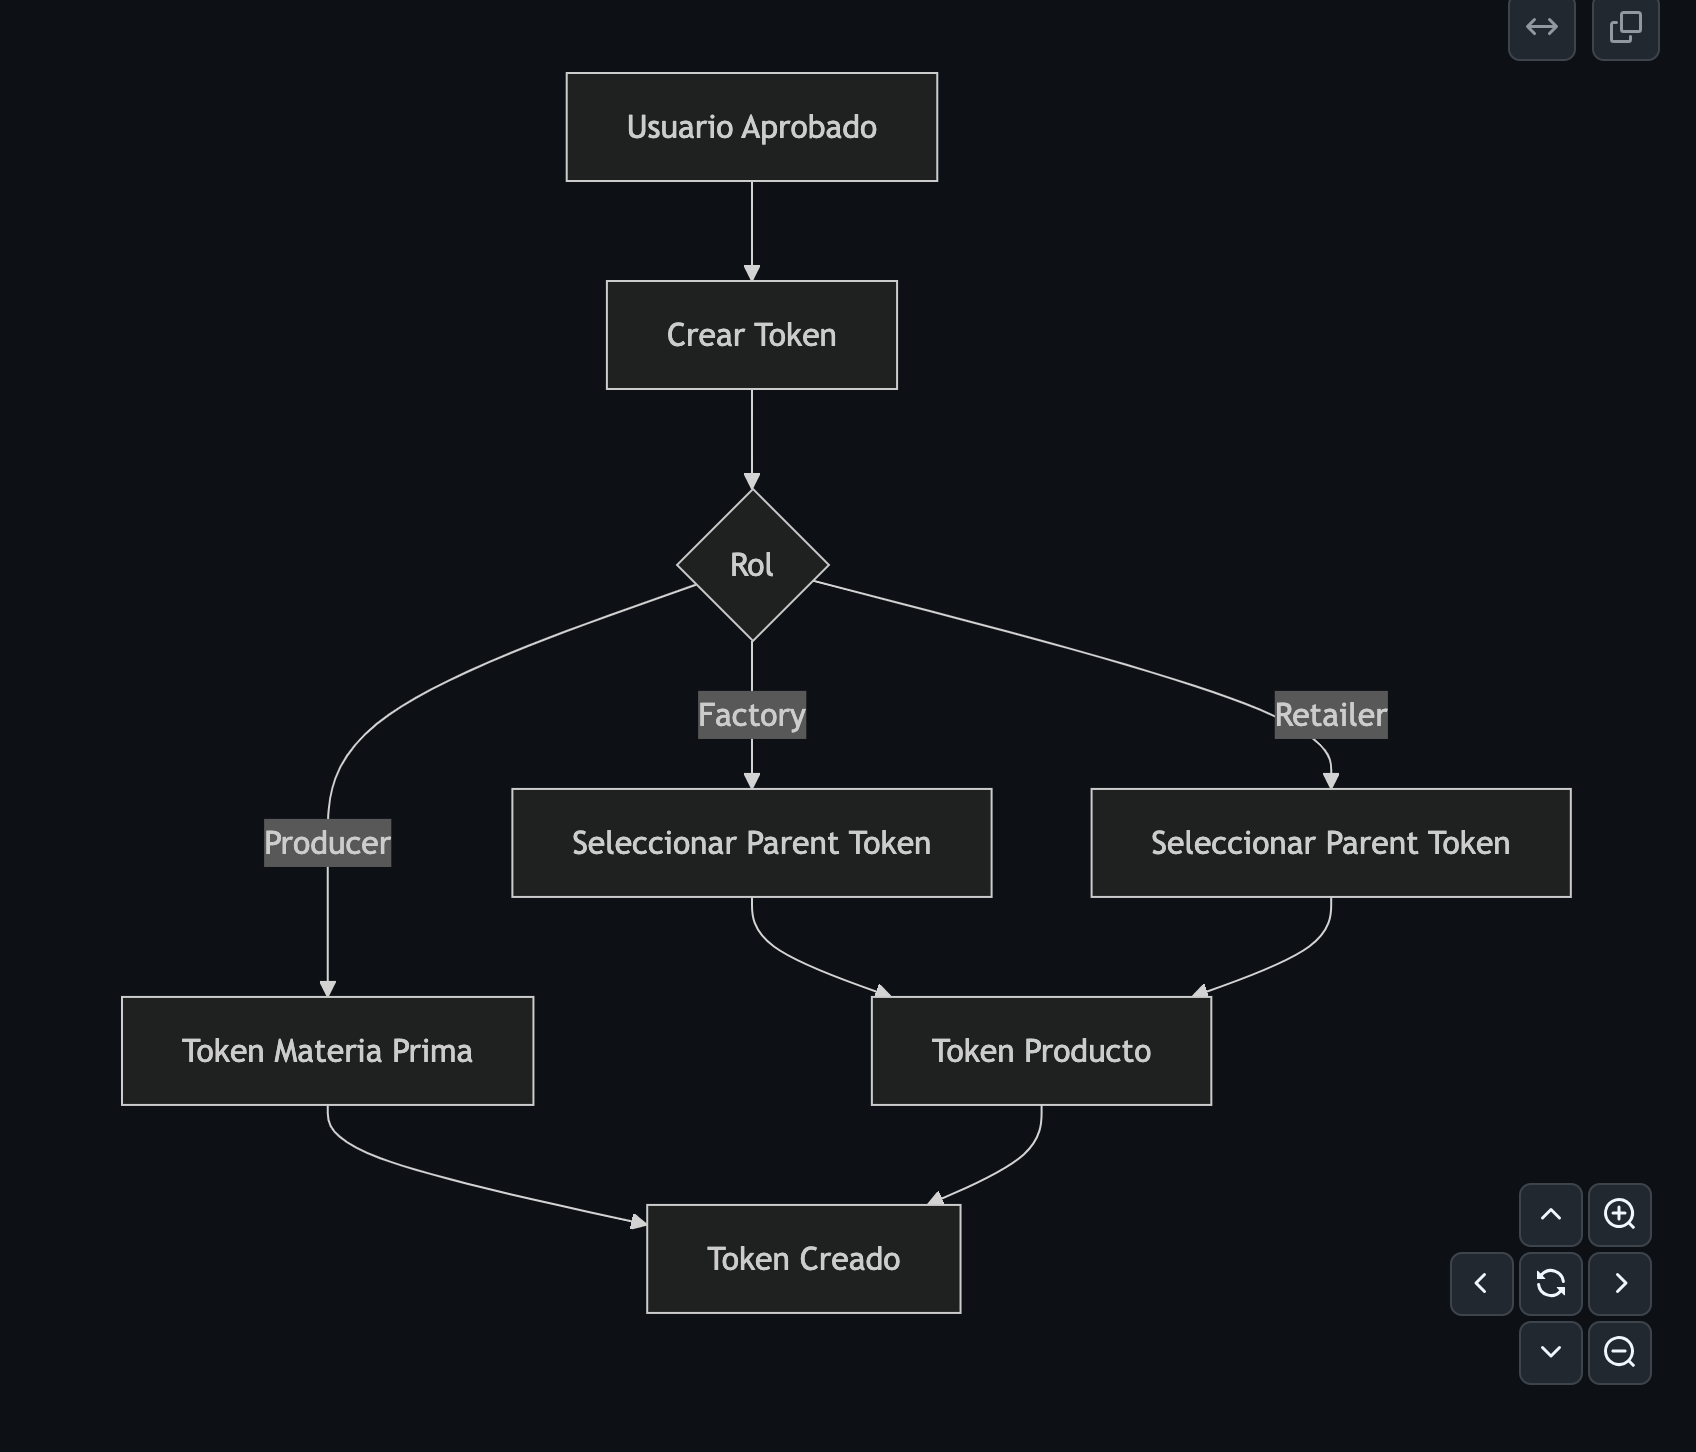 Usuario Aprobado
Crear Token
Rol
Factory
Retailer
Producer
Seleccionar Parent Token
Seleccionar Parent Token
Token Materia Prima
Token Producto
Token Creado